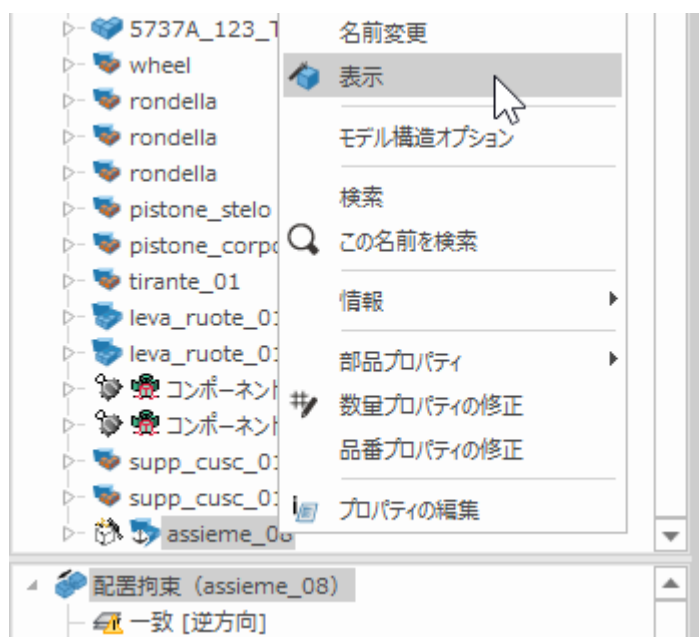 5737A_123_T
wheel
rondella
rondella
rondella
pistone_stelo
pistone_corpo
tirante_01
leva_ruote_01
leva_ruote_01
コンポーネント
コンポーネント
supp_cusc_01
supp_cusc_01
assieme_08
名前変更
表示
モデル構造オプション
検索
この名前を検索
情報
部品プロパティ
数量プロパティの修正
品番プロパティの修正
プロパティの編集
配置拘束（assieme_08）
一致 [逆方向]